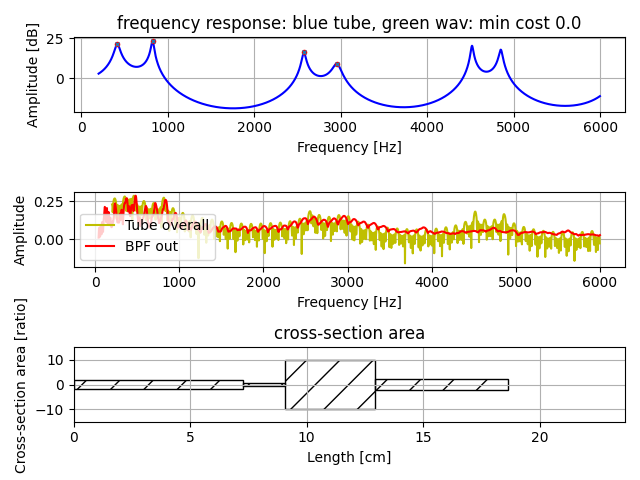 frequency response: blue tube, green wav: min cost 0.0
Amplitude [dB]
25
0
0 1000 2000 3000 4000 5000 6000
Frequency [Hz]
Amplitude
0.25
0.00
Tube overall
BPF out
0 1000 2000 3000 4000 5000 6000
Frequency [Hz]
cross-section area
Cross-section area [ratio]
10
0
−10
0 5 10 15 20
Length [cm]